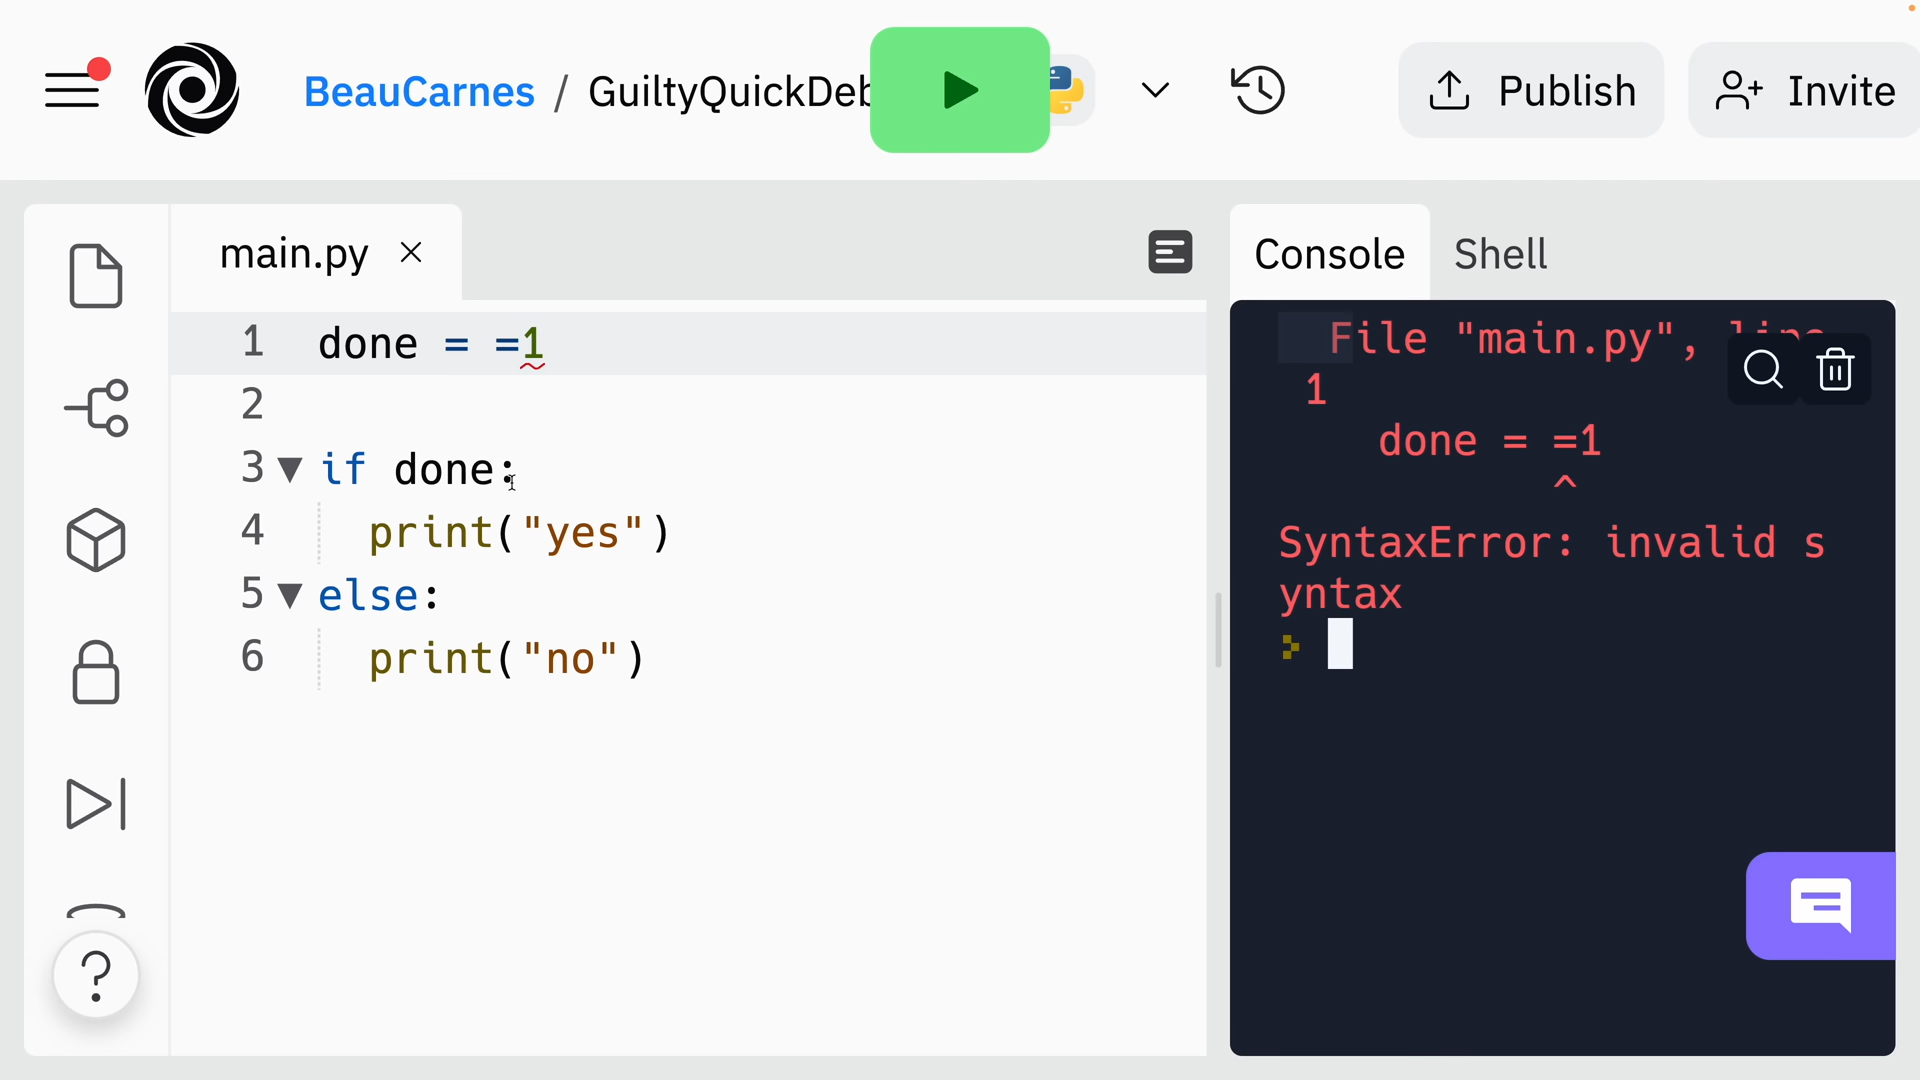 BeauCarnes / GuiltyQuickDeb
Publish
Invite
main.py
Console
Shell
1 done = =1
2
3 if done:
4 print("yes")
5 else:
6 print("no")
File "main.py", line
1
done = =1
^
SyntaxError: invalid s
yntax
?